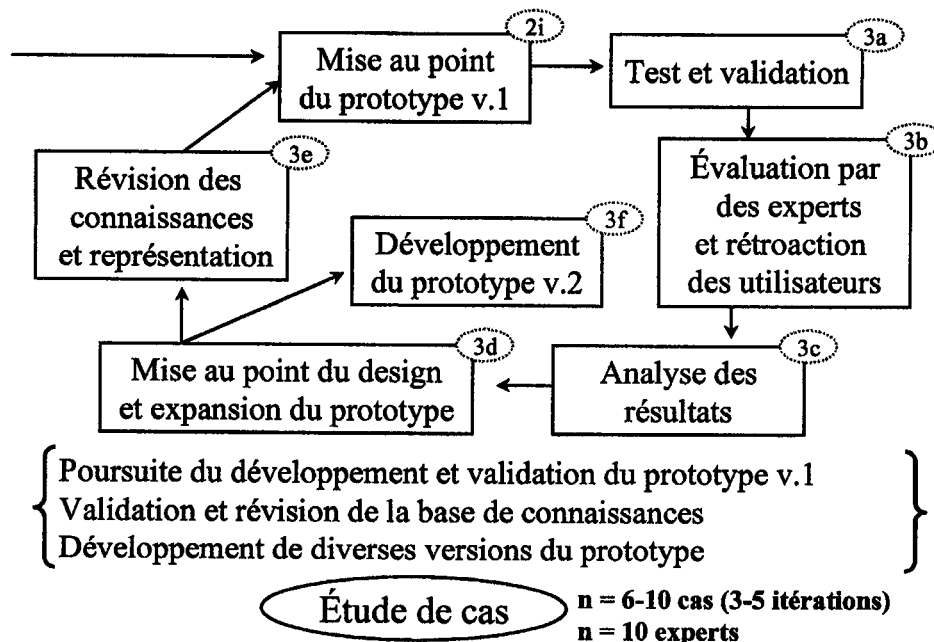 2i
Mise au point
du prototype v.1
3a
Test et validation
3b
Évaluation par
des experts
et rétroaction
des utilisateurs
3c
Analyse des
résultats
3d
Mise au point du design
et expansion du prototype
3e
Révision des
connaissances
et représentation
3f
Développement
du prototype v.2
Poursuite du développement et validation du prototype v.1
Validation et révision de la base de connaissances
Développement de diverses versions du prototype
Étude de cas
n = 6-10 cas (3-5 itérations)
n = 10 experts